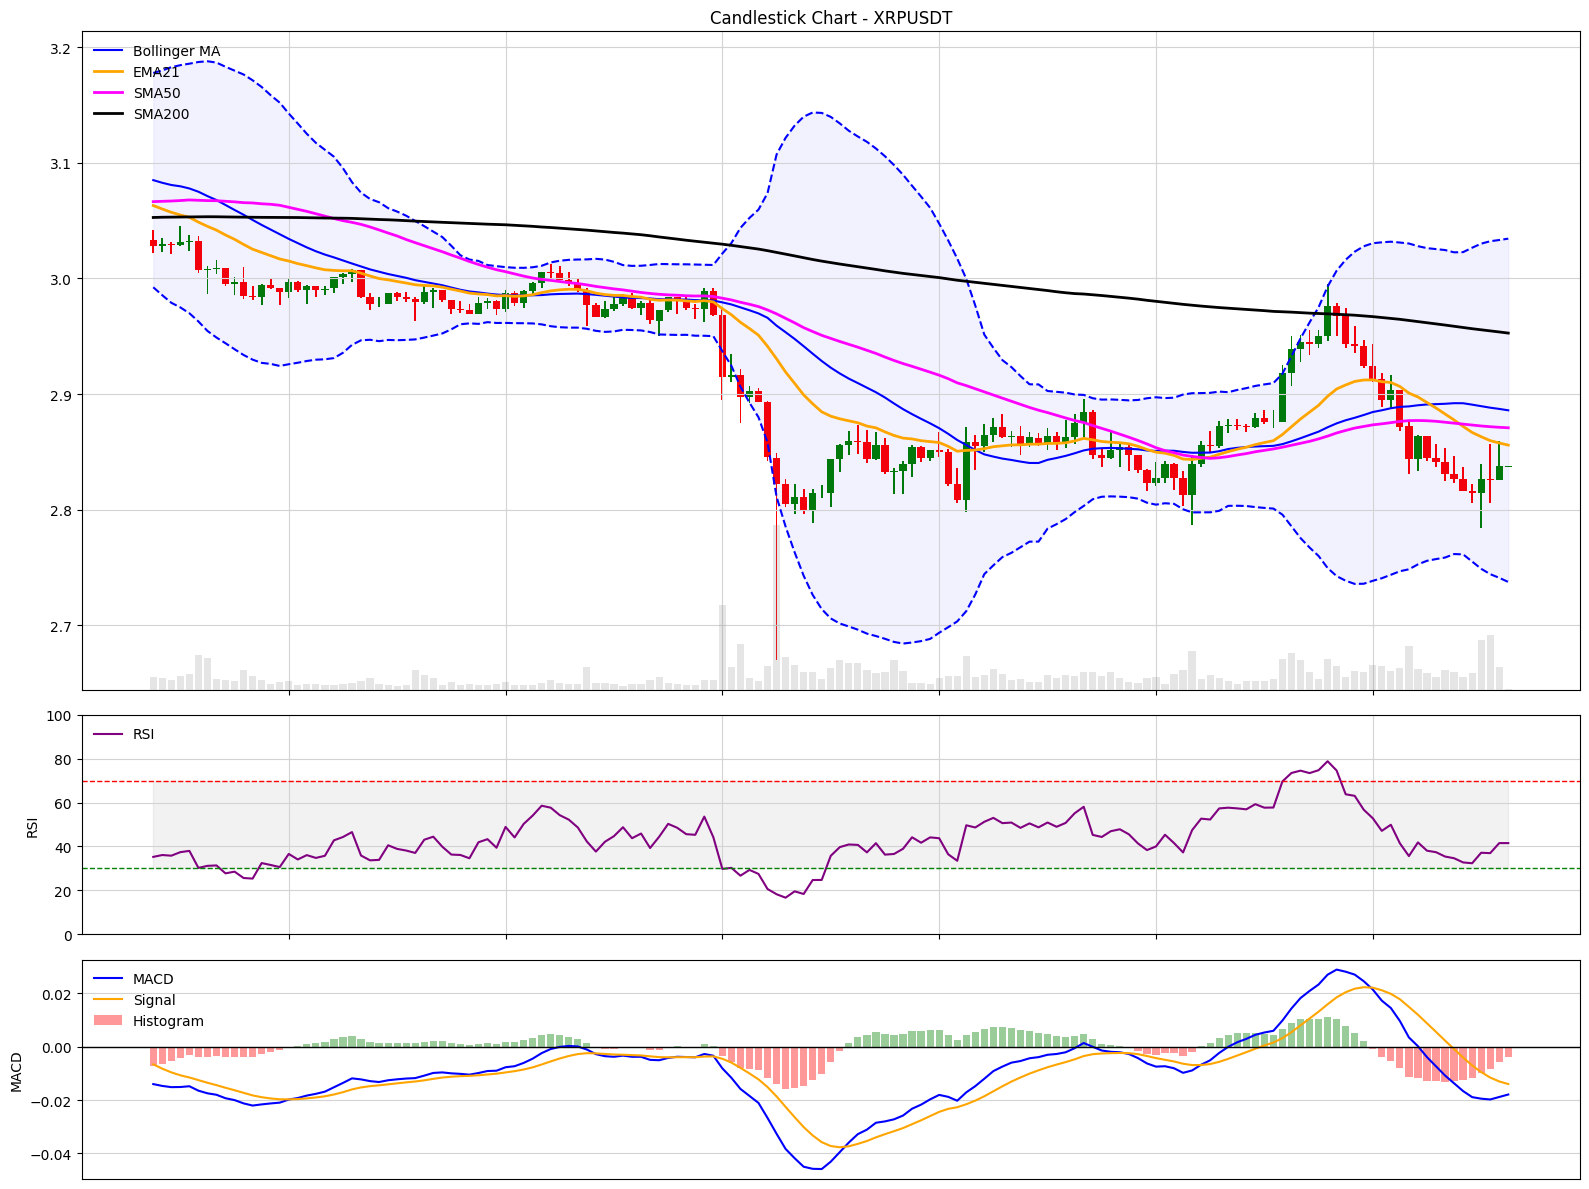 Candlestick Chart - XRPUSDT
Bollinger MA
EMA21
SMA50
SMA200
3.2
3.1
3.0
2.9
2.8
2.7
RSI
100
80
60
40
20
0
RSI
MACD
Signal
Histogram
0.02
0.00
−0.02
−0.04
MACD